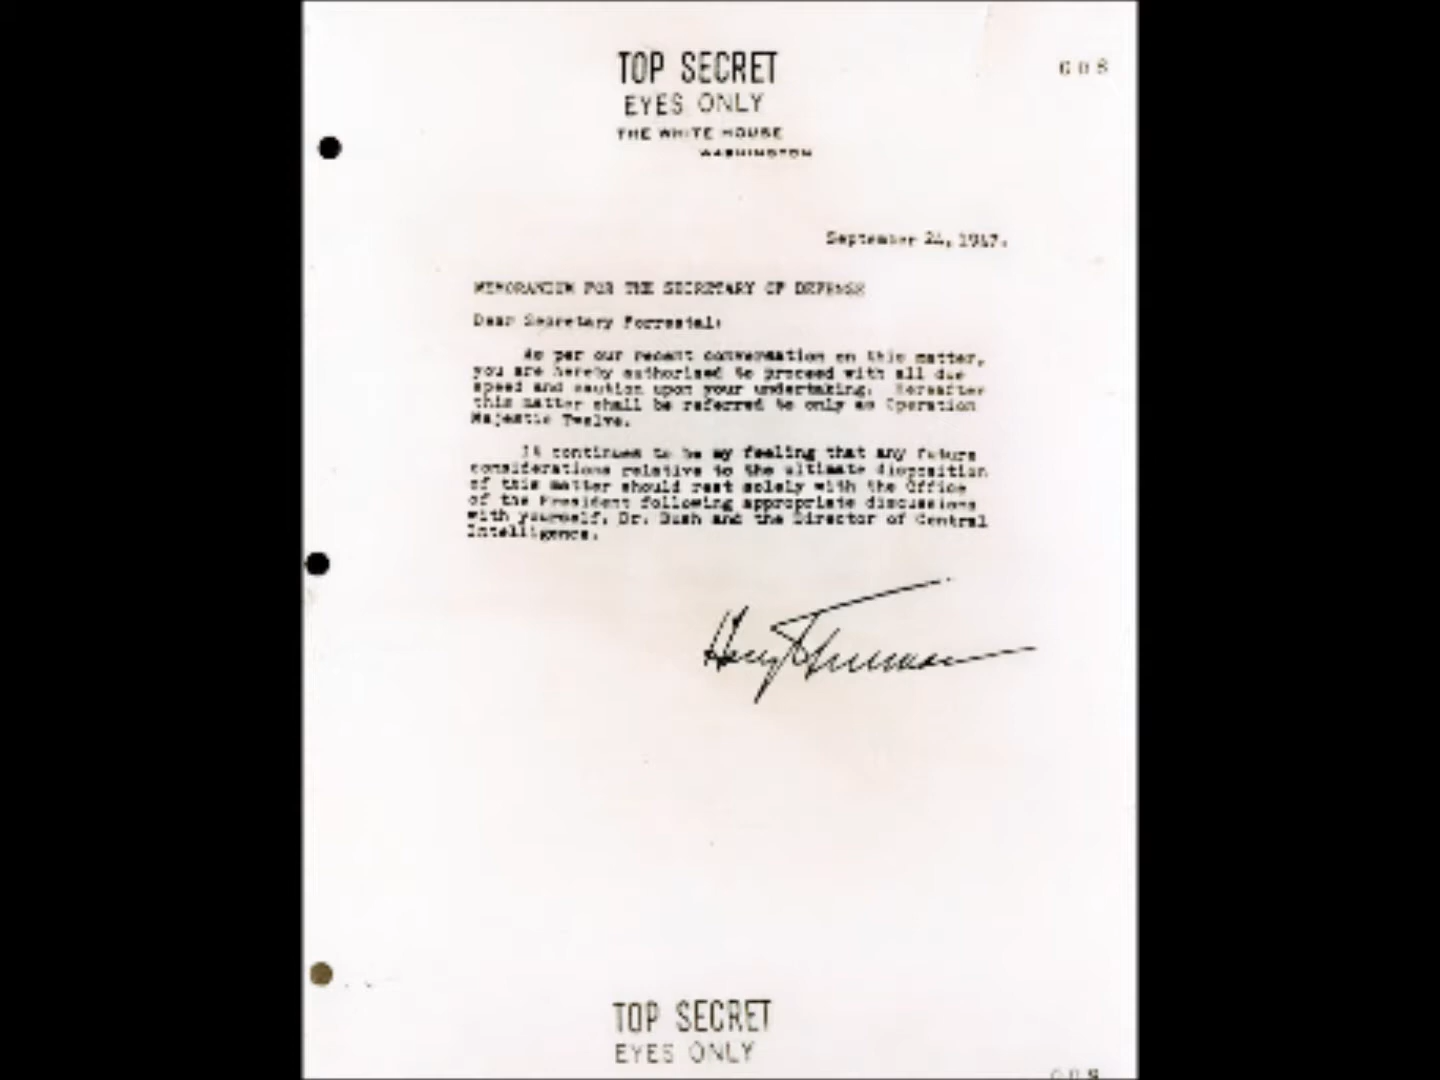 TOP SECRET
EYES ONLY
THE WHITE HOUSE
WASHINGTON
008
September 24, 1947.
MEMORANDUM FOR THE SECRETARY OF DEFENSE
Dear Secretary Forrestal:
As per our recent conversation on this matter,
you are hereby authorized to proceed with all due
speed and caution upon your undertaking. Hereafter
this matter shall be referred to only as Operation
Majestic Twelve.
It continues to be my feeling that any future
considerations relative to the ultimate disposition
of this matter should rest solely with the Office
of the President following appropriate discussions
with yourself, Dr. Bush and the Director of Central
Intelligence.
Harry Truman
TOP SECRET
EYES ONLY
008